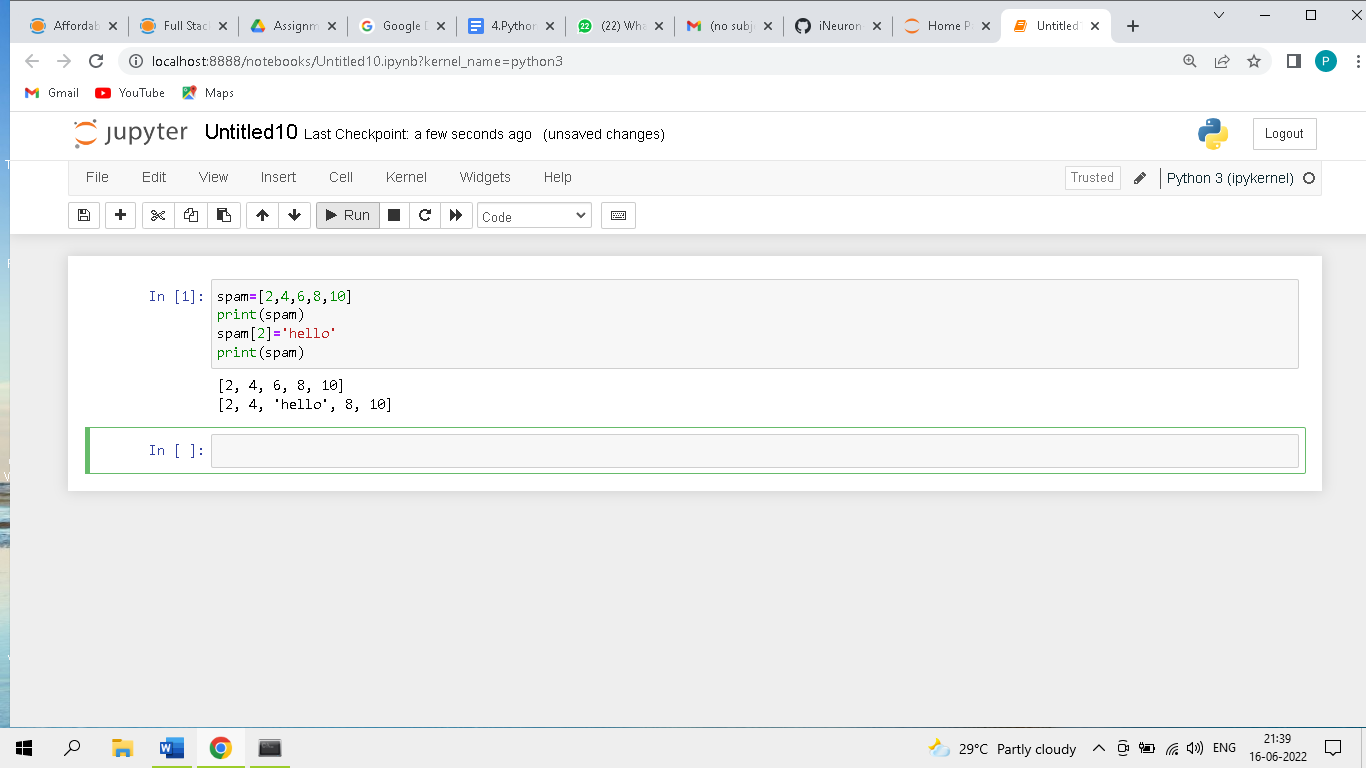 Affordab Full Stacl Assignm Google D 4.Python (22) Wha (no subj iNeuron Home P Untitled
localhost:8888/notebooks/Untitled10.ipynb?kernel_name=python3 P
Gmail YouTube Maps
jupyter Untitled10 Last Checkpoint: a few seconds ago (unsaved changes) Logout
File Edit View Insert Cell Kernel Widgets Help Trusted Python 3 (ipykernel)
Run Code
In [1]: spam=[2,4,6,8,10]
print(spam)
spam[2]='hello'
print(spam)
[2, 4, 6, 8, 10]
[2, 4, 'hello', 8, 10]
In [ ]:
29°C Partly cloudy ENG 21:39
16-06-2022